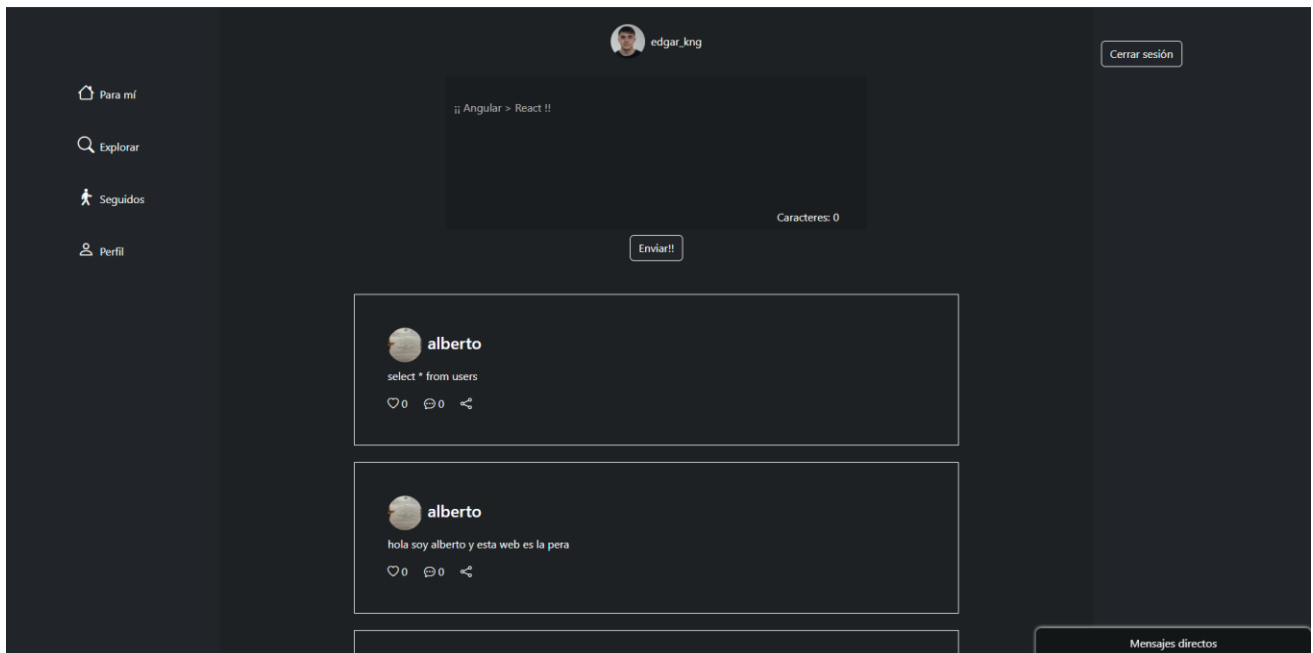 edgar_kng
Cerrar sesión
Para mí
Explorar
Seguidos
Perfil
¡¡ Angular > React !!
Caracteres: 0
Enviar!!
alberto
select * from users
0 0
alberto
hola soy alberto y esta web es la pera
0 0
Mensajes directos